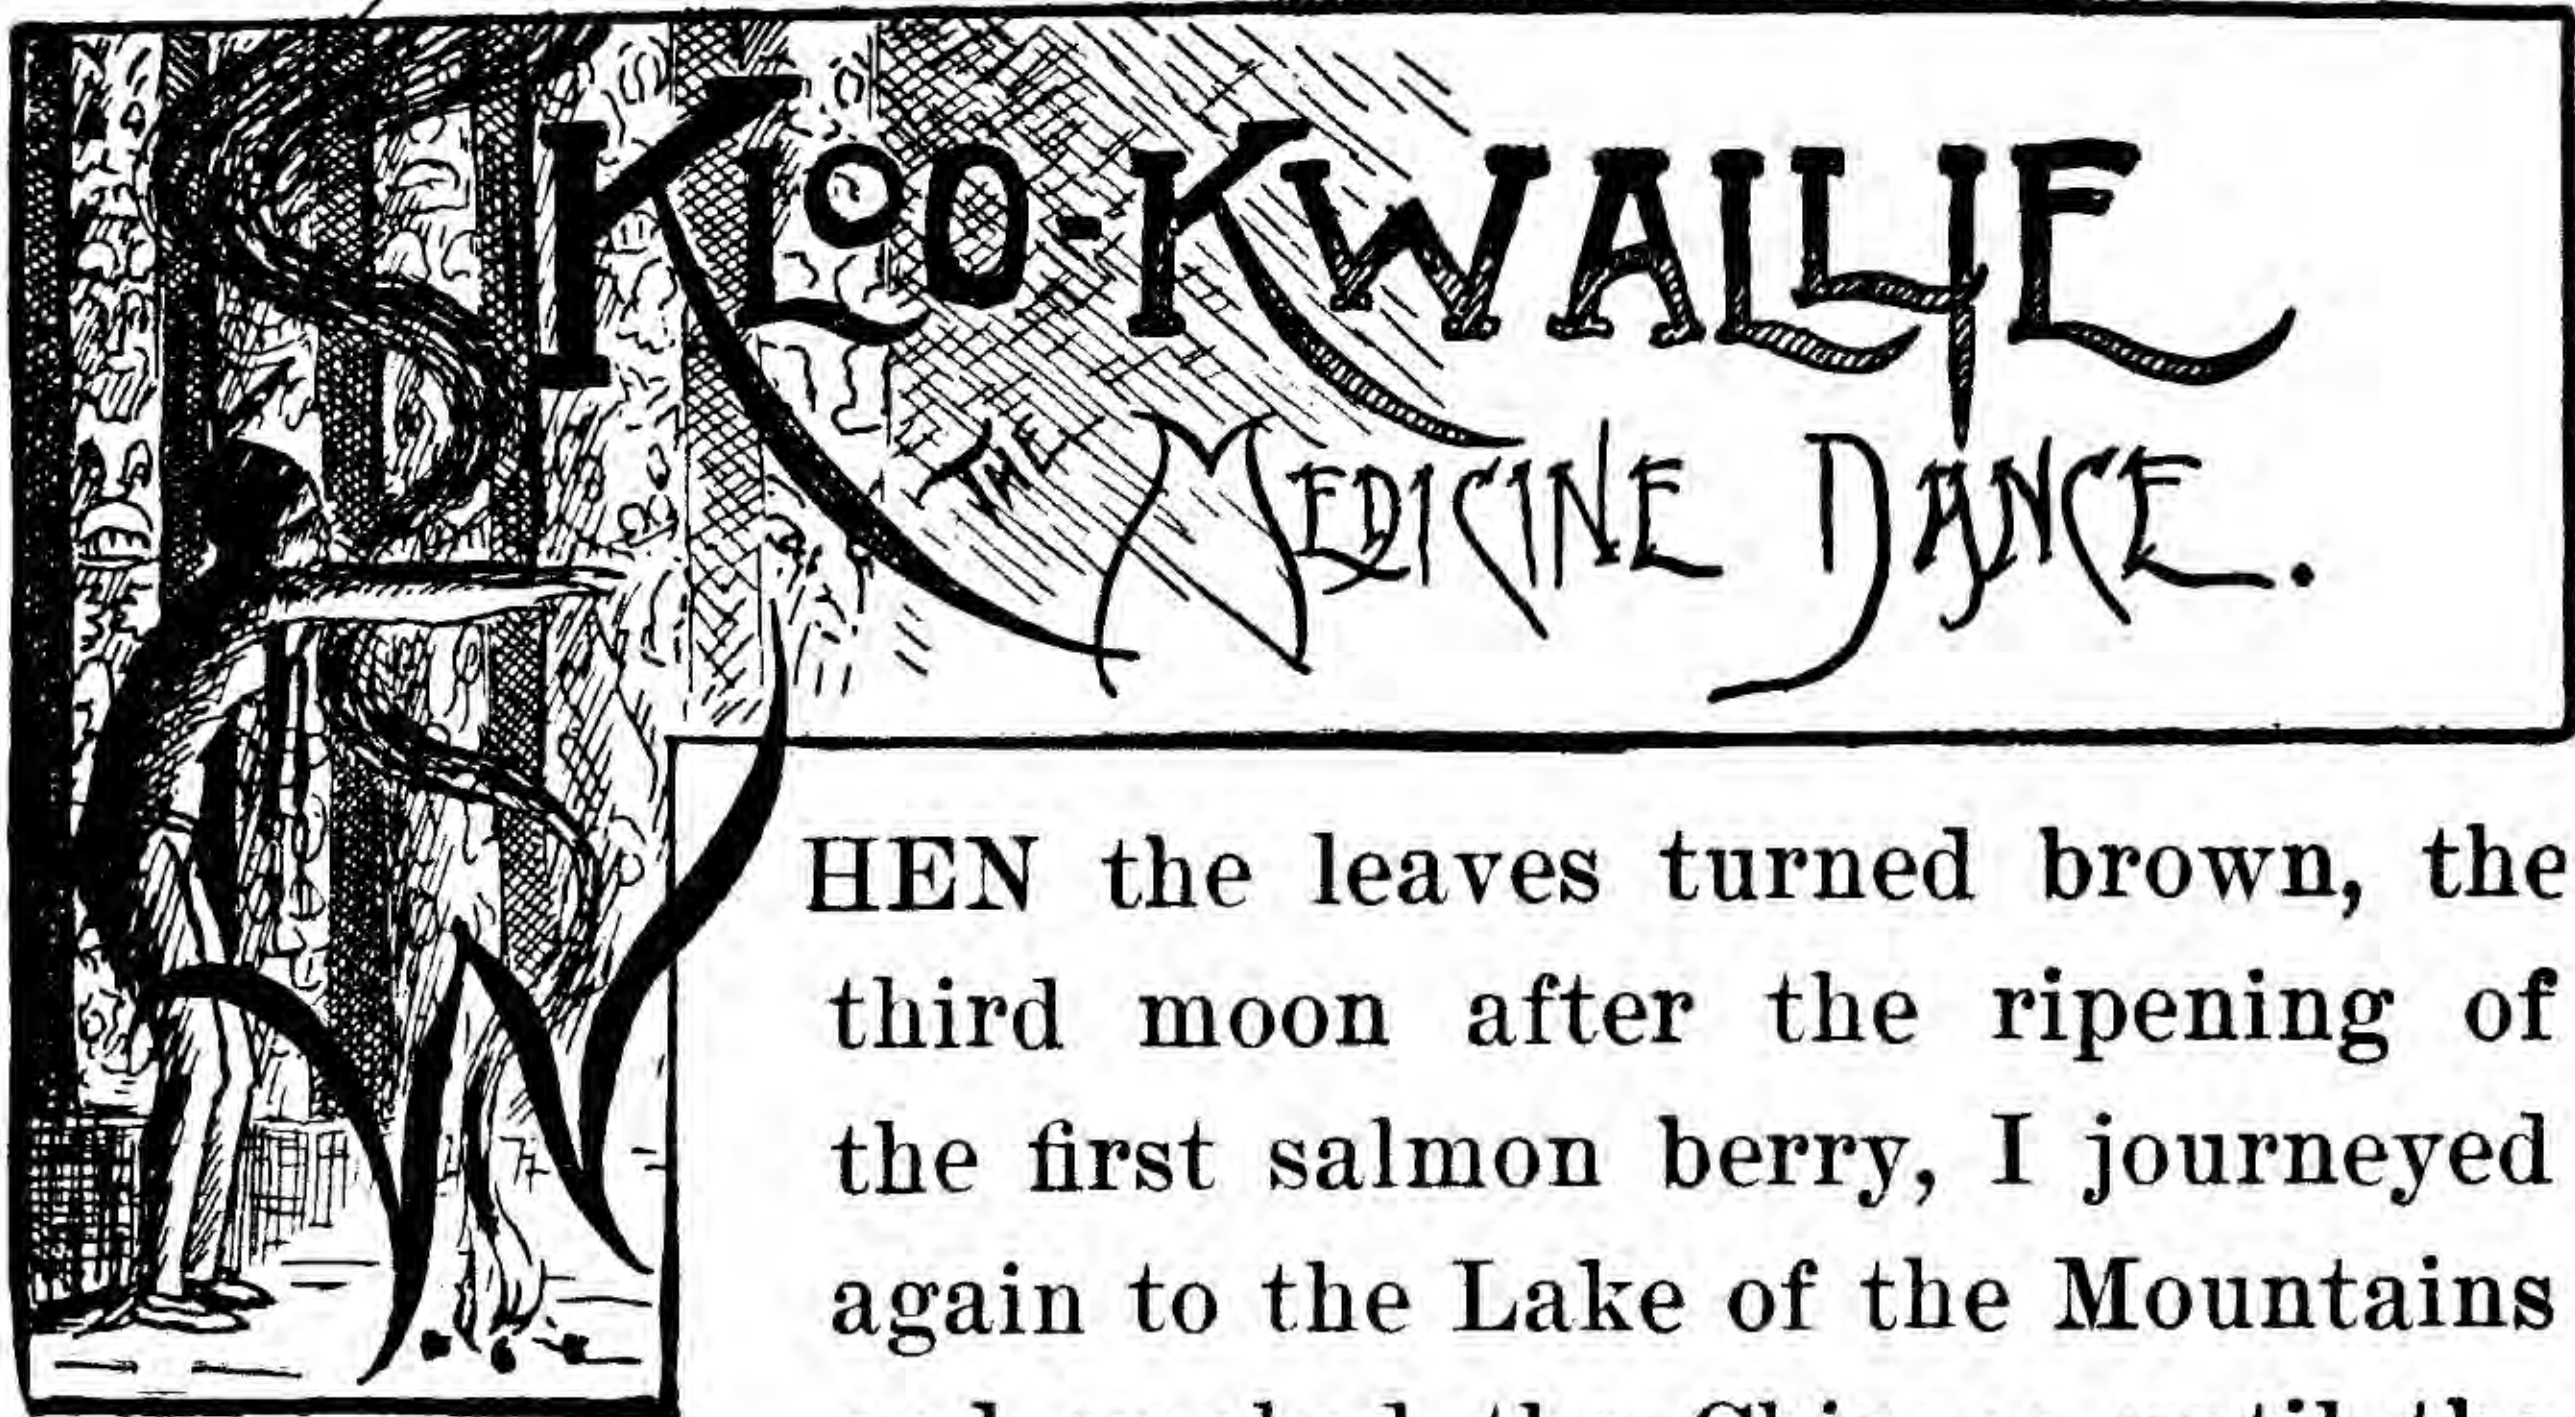 KLOO-KWALLIE
THE MEDICINE DANCE.
WHEN the leaves turned brown, the
third moon after the ripening of
the first salmon berry, I journeyed
again to the Lake of the Mountains